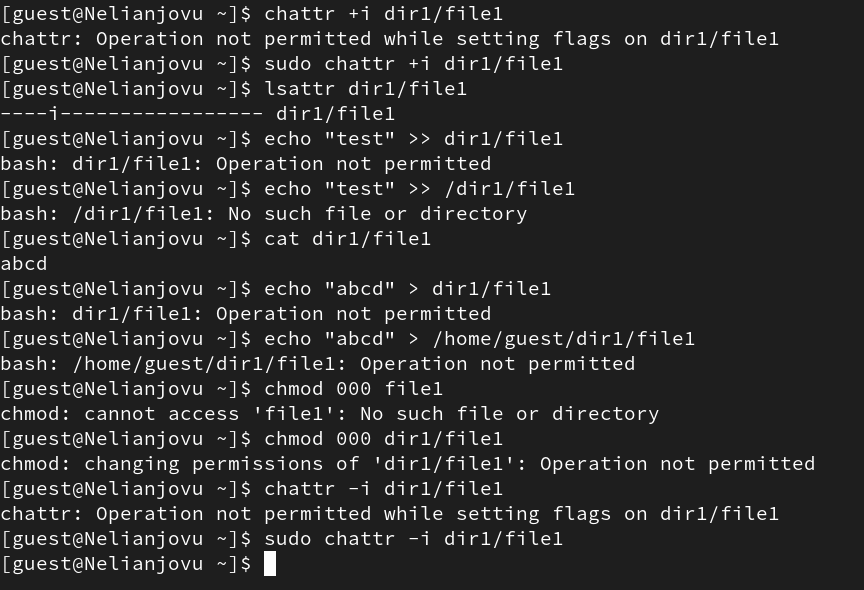 [guest@Nelianjovu ~]$ chattr +i dir1/file1
chattr: Operation not permitted while setting flags on dir1/file1
[guest@Nelianjovu ~]$ sudo chattr +i dir1/file1
[guest@Nelianjovu ~]$ lsattr dir1/file1
----i----------------- dir1/file1
[guest@Nelianjovu ~]$ echo "test" >> dir1/file1
bash: dir1/file1: Operation not permitted
[guest@Nelianjovu ~]$ echo "test" >> /dir1/file1
bash: /dir1/file1: No such file or directory
[guest@Nelianjovu ~]$ cat dir1/file1
abcd
[guest@Nelianjovu ~]$ echo "abcd" > dir1/file1
bash: dir1/file1: Operation not permitted
[guest@Nelianjovu ~]$ echo "abcd" > /home/guest/dir1/file1
bash: /home/guest/dir1/file1: Operation not permitted
[guest@Nelianjovu ~]$ chmod 000 file1
chmod: cannot access 'file1': No such file or directory
[guest@Nelianjovu ~]$ chmod 000 dir1/file1
chmod: changing permissions of 'dir1/file1': Operation not permitted
[guest@Nelianjovu ~]$ chattr -i dir1/file1
chattr: Operation not permitted while setting flags on dir1/file1
[guest@Nelianjovu ~]$ sudo chattr -i dir1/file1
[guest@Nelianjovu ~]$